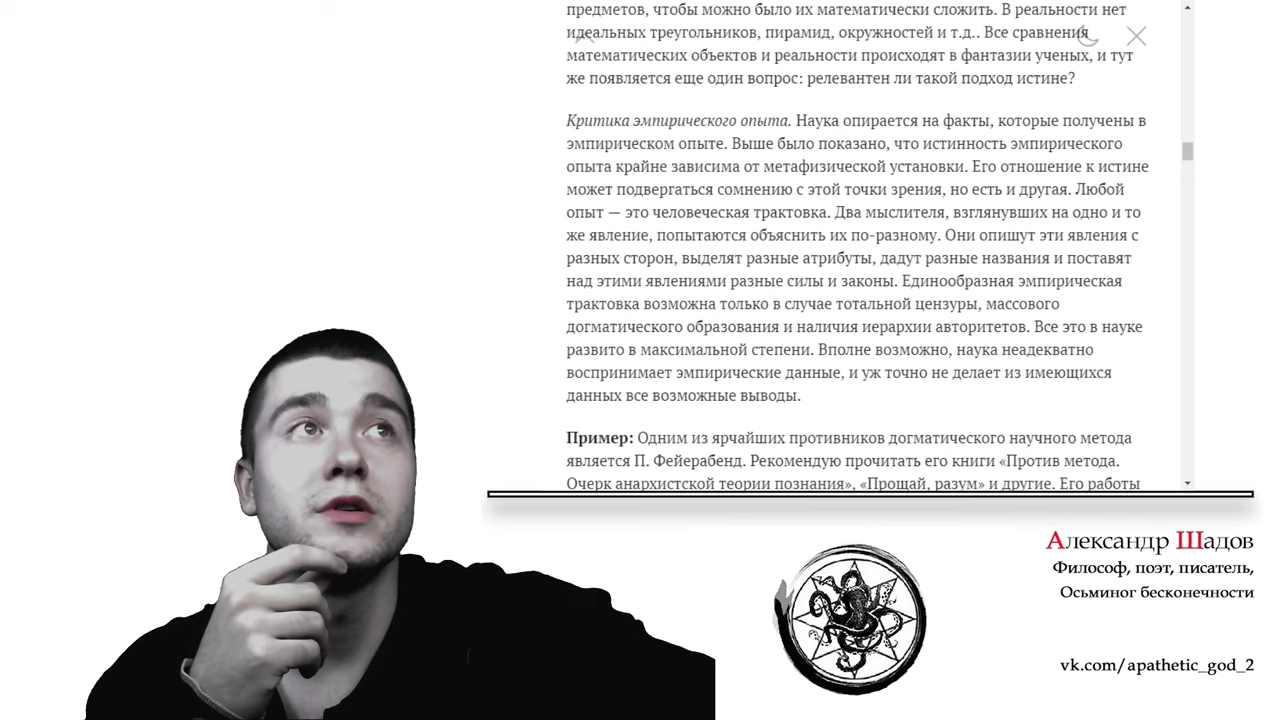 предметов, чтобы можно было их математически сложить. В реальности нет
идеальных треугольников, пирамид, окружностей и т.д.. Все сравнения
математических объектов и реальности происходят в фантазии ученых, и тут
же появляется еще один вопрос: релевантен ли такой подход истине?
Критика эмпирического опыта. Наука опирается на факты, которые получены в
эмпирическом опыте. Выше было показано, что истинность эмпирического
опыта крайне зависима от метафизической установки. Его отношение к истине
может подвергаться сомнению с этой точки зрения, но есть и другая. Любой
опыт — это человеческая трактовка. Два мыслителя, взглянувших на одно и то
же явление, попытаются объяснить их по-разному. Они опишут эти явления с
разных сторон, выделят разные атрибуты, дадут разные названия и поставят
над этими явлениями разные силы и законы. Единообразная эмпирическая
трактовка возможна только в случае тотальной цензуры, массового
догматического образования и наличия иерархии авторитетов. Все это в науке
развито в максимальной степени. Вполне возможно, наука неадекватно
воспринимает эмпирические данные, и уж точно не делает из имеющихся
данных все возможные выводы.
Пример: Одним из ярчайших противников догматического научного метода
является П. Фейерабенд. Рекомендую прочитать его книги «Против метода.
Очерк анархистской теории познания», «Прощай, разум» и другие. Его работы
Александр Шадов
Философ, поэт, писатель,
Осьминог бесконечности
vk.com/apathetic_god_2